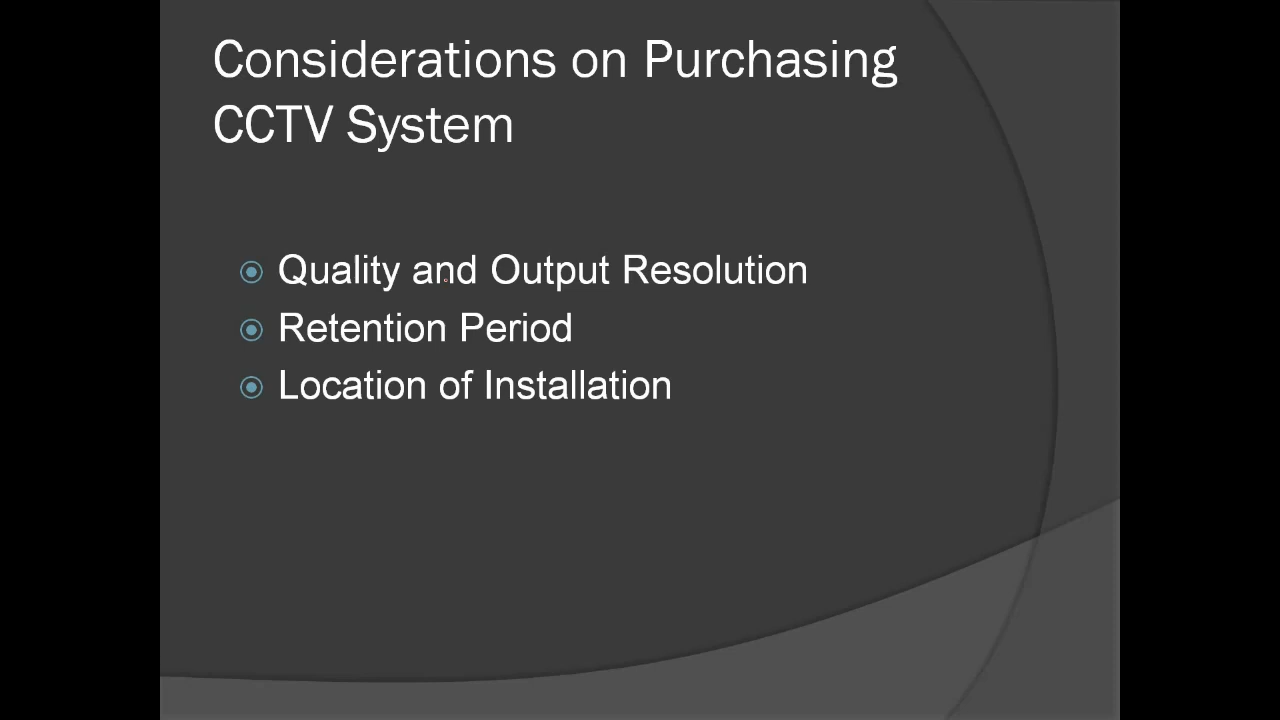 Considerations on Purchasing
CCTV System
Quality and Output Resolution
Retention Period
Location of Installation